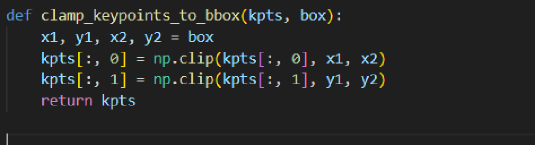 def clamp_keypoints_to_bbox(kpts, box):
    x1, y1, x2, y2 = box
    kpts[:, 0] = np.clip(kpts[:, 0], x1, x2)
    kpts[:, 1] = np.clip(kpts[:, 1], y1, y2)
    return kpts